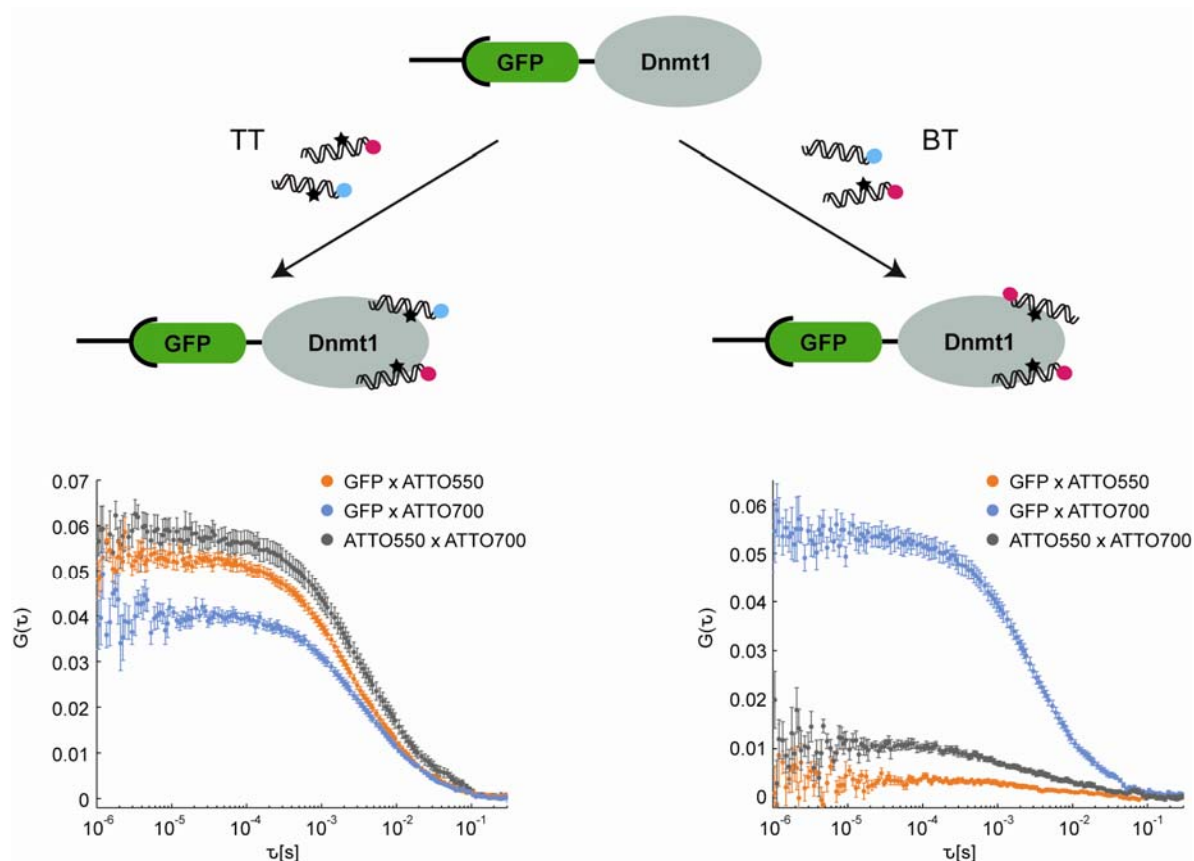 GFP
Dnmt1
TT
BT
GFP
Dnmt1
GFP
Dnmt1
0.07
0.06
0.05
0.04
0.03
0.02
0.01
0
G(τ)
GFP x ATTO550
GFP x ATTO700
ATTO550 x ATTO700
10⁻⁶
10⁻⁵
10⁻⁴
10⁻³
10⁻²
10⁻¹
τ[s]
0.06
0.05
0.04
0.03
0.02
0.01
0
G(τ)
GFP x ATTO550
GFP x ATTO700
ATTO550 x ATTO700
10⁻⁶
10⁻⁵
10⁻⁴
10⁻³
10⁻²
10⁻¹
τ[s]